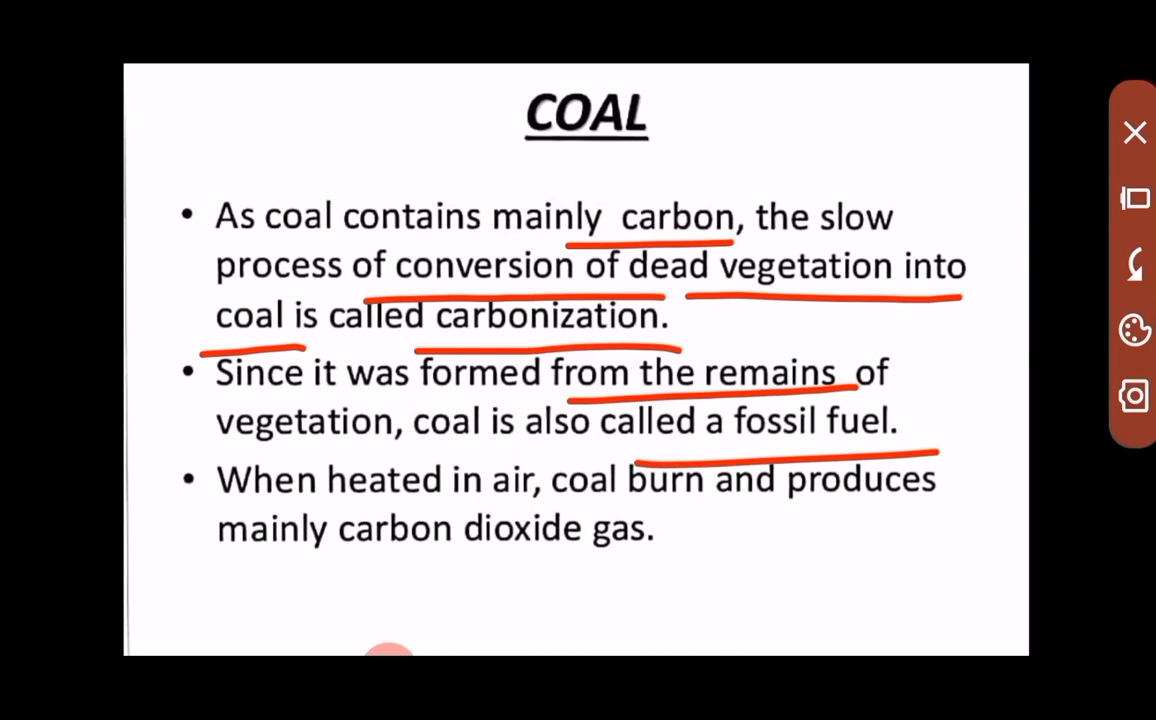 COAL
• As coal contains mainly carbon, the slow
process of conversion of dead vegetation into
coal is called carbonization.
• Since it was formed from the remains of
vegetation, coal is also called a fossil fuel.
• When heated in air, coal burn and produces
mainly carbon dioxide gas.